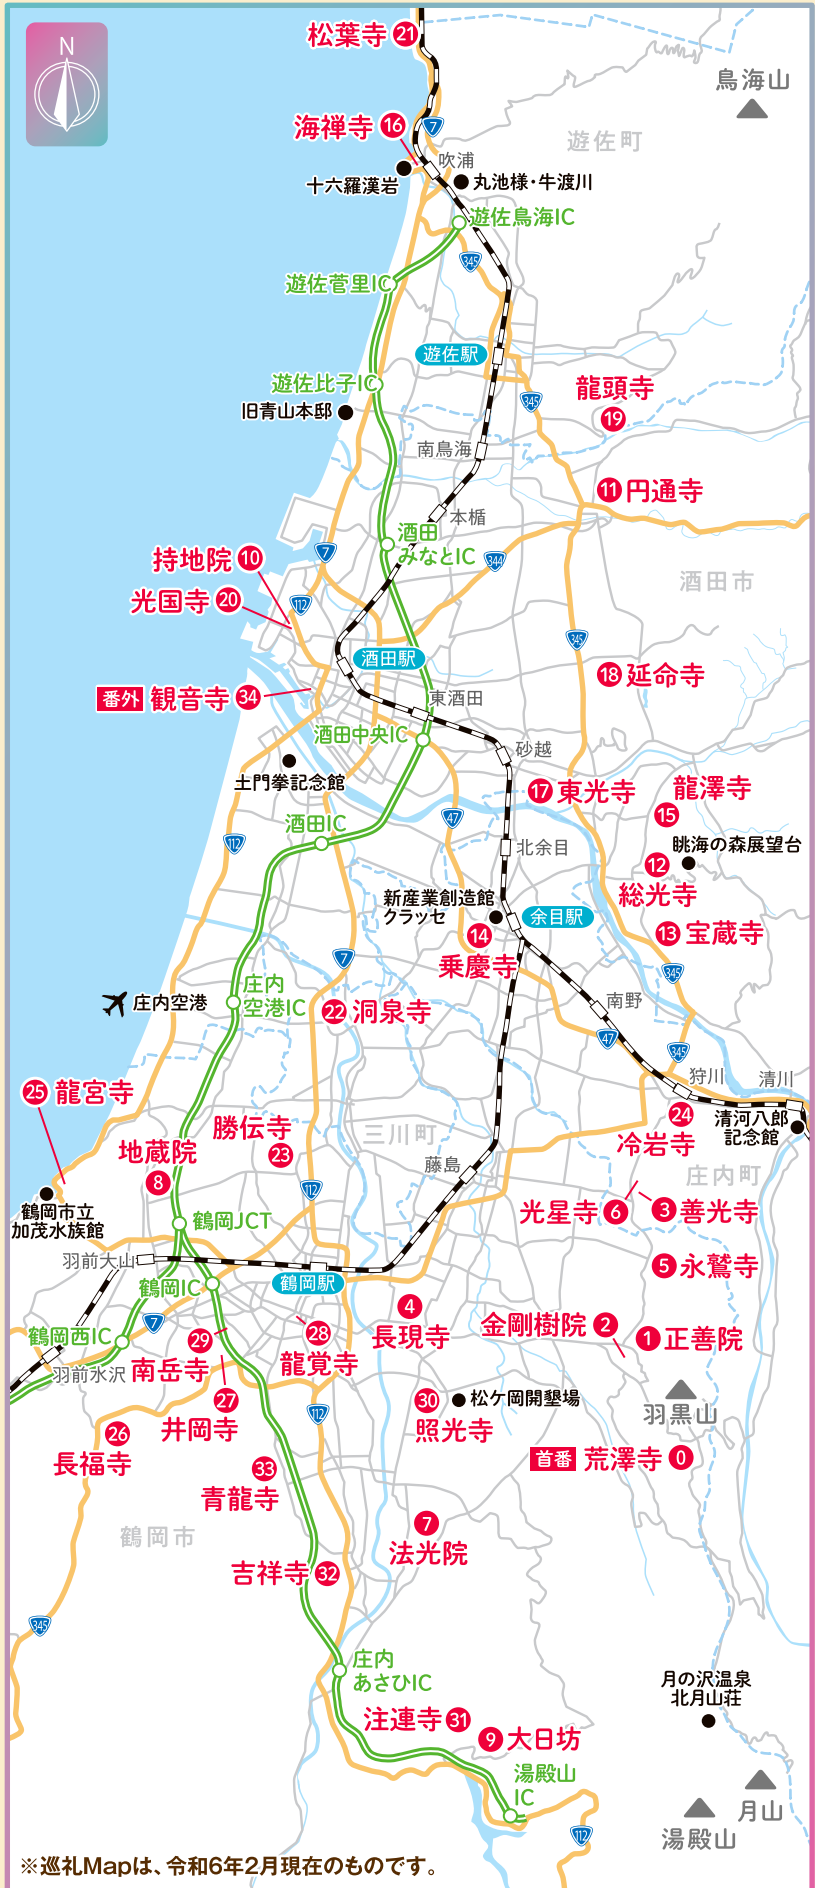 N
松葉寺 21
鳥海山
7
海禅寺 16
遊佐町
吹浦
十六羅漢岩
丸池様・牛渡川
遊佐鳥海IC
345
遊佐菅里IC
遊佐駅
遊佐比子IC
龍頭寺
345
旧青山本邸
19
南鳥海
11 円通寺
本楯
酒田
みなとIC
7
持地院 10
344
酒田市
光国寺 20
112
345
酒田駅
18 延命寺
番外 観音寺 34
東酒田
酒田中央IC
砂越
土門拳記念館
17 東光寺
龍澤寺
15
酒田IC
47
112
北余目
眺海の森展望台
12
総光寺
新産業創造館
クラッセ
余目駅
14
乗慶寺
13 宝蔵寺
7
345
庄内
空港IC
庄内空港
22 洞泉寺
南野
47
345
狩川
清川
25 龍宮寺
24
冷岩寺
清河八郎
記念館
勝伝寺
23
三川町
地蔵院
8
藤島
庄内町
112
鶴岡市立
加茂水族館
光星寺 6
3 善光寺
鶴岡JCT
羽前大山
5 永鷲寺
鶴岡IC
鶴岡駅
4
長現寺
金剛樹院 2
1 正善院
7
鶴岡西IC
29
南岳寺
28
龍覚寺
羽前水沢
27
井岡寺
30
照光寺
松ケ岡開墾場
羽黒山
112
26
長福寺
首番 荒澤寺 0
33
青龍寺
7
法光院
鶴岡市
吉祥寺 32
345
庄内
あさひIC
月の沢温泉
北月山荘
注連寺 31
9 大日坊
湯殿山
IC
月山
湯殿山
112
※巡礼Mapは、令和6年2月現在のものです。